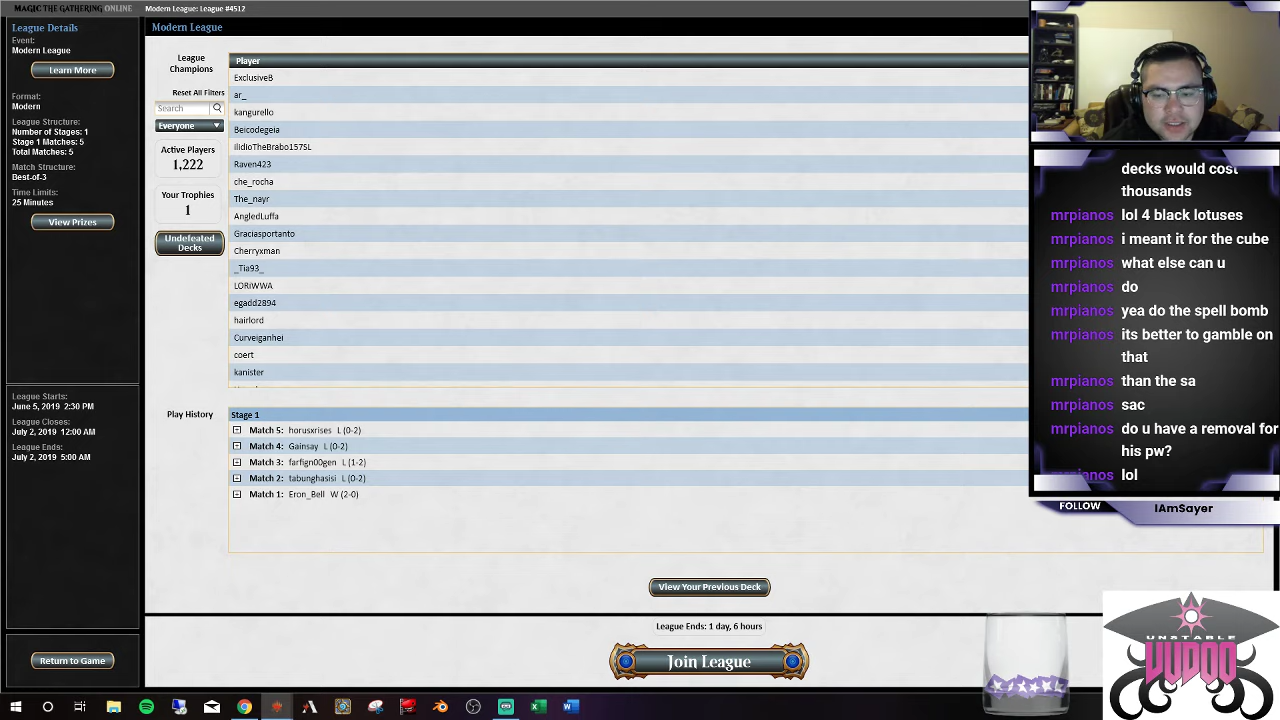 MAGIC THE GATHERING ONLINE
Modern League: League #4512
League Details
Event:
Modern League
Learn More
Format:
Modern
League Structure:
Number of Stages: 1
Stage 1 Matches: 5
Total Matches: 5
Match Structure:
Best-of-3
Time Limits:
25 Minutes
View Prizes
League Starts:
June 5, 2019 2:30 PM
League Closes:
July 2, 2019 12:00 AM
League Ends:
July 2, 2019 5:00 AM
Return to Game
Modern League
League
Champions
Reset All Filters
Search
Everyone
Active Players
1,222
Your Trophies
1
Undefeated
Decks
Player
ExclusiveB
ar_
kangurello
Beicodegeia
ilidioTheBrabo157SL
Raven423
che_rocha
The_nayr
AngledLuffa
Graciasportanto
Cherryxman
_Tia93_
LORiWWA
egadd2894
hairlord
Curveiganhei
coert
kanister
Play History
Stage 1
Match 5: horusxrises L (0-2)
Match 4: Gainsay L (0-2)
Match 3: farfign00gen L (1-2)
Match 2: tabunghasisi L (0-2)
Match 1: Eron_Bell W (2-0)
View Your Previous Deck
League Ends: 1 day, 6 hours
Join League
decks would cost
thousands
mrpianos lol 4 black lotuses
mrpianos i meant it for the cube
mrpianos what else can u
mrpianos do
mrpianos yea do the spell bomb
mrpianos its better to gamble on
that
mrpianos than the sa
mrpianos sac
mrpianos do u have a removal for
his pw?
mrpianos lol
FOLLOW
IAmSayer
UNSTABLE
VUDOO